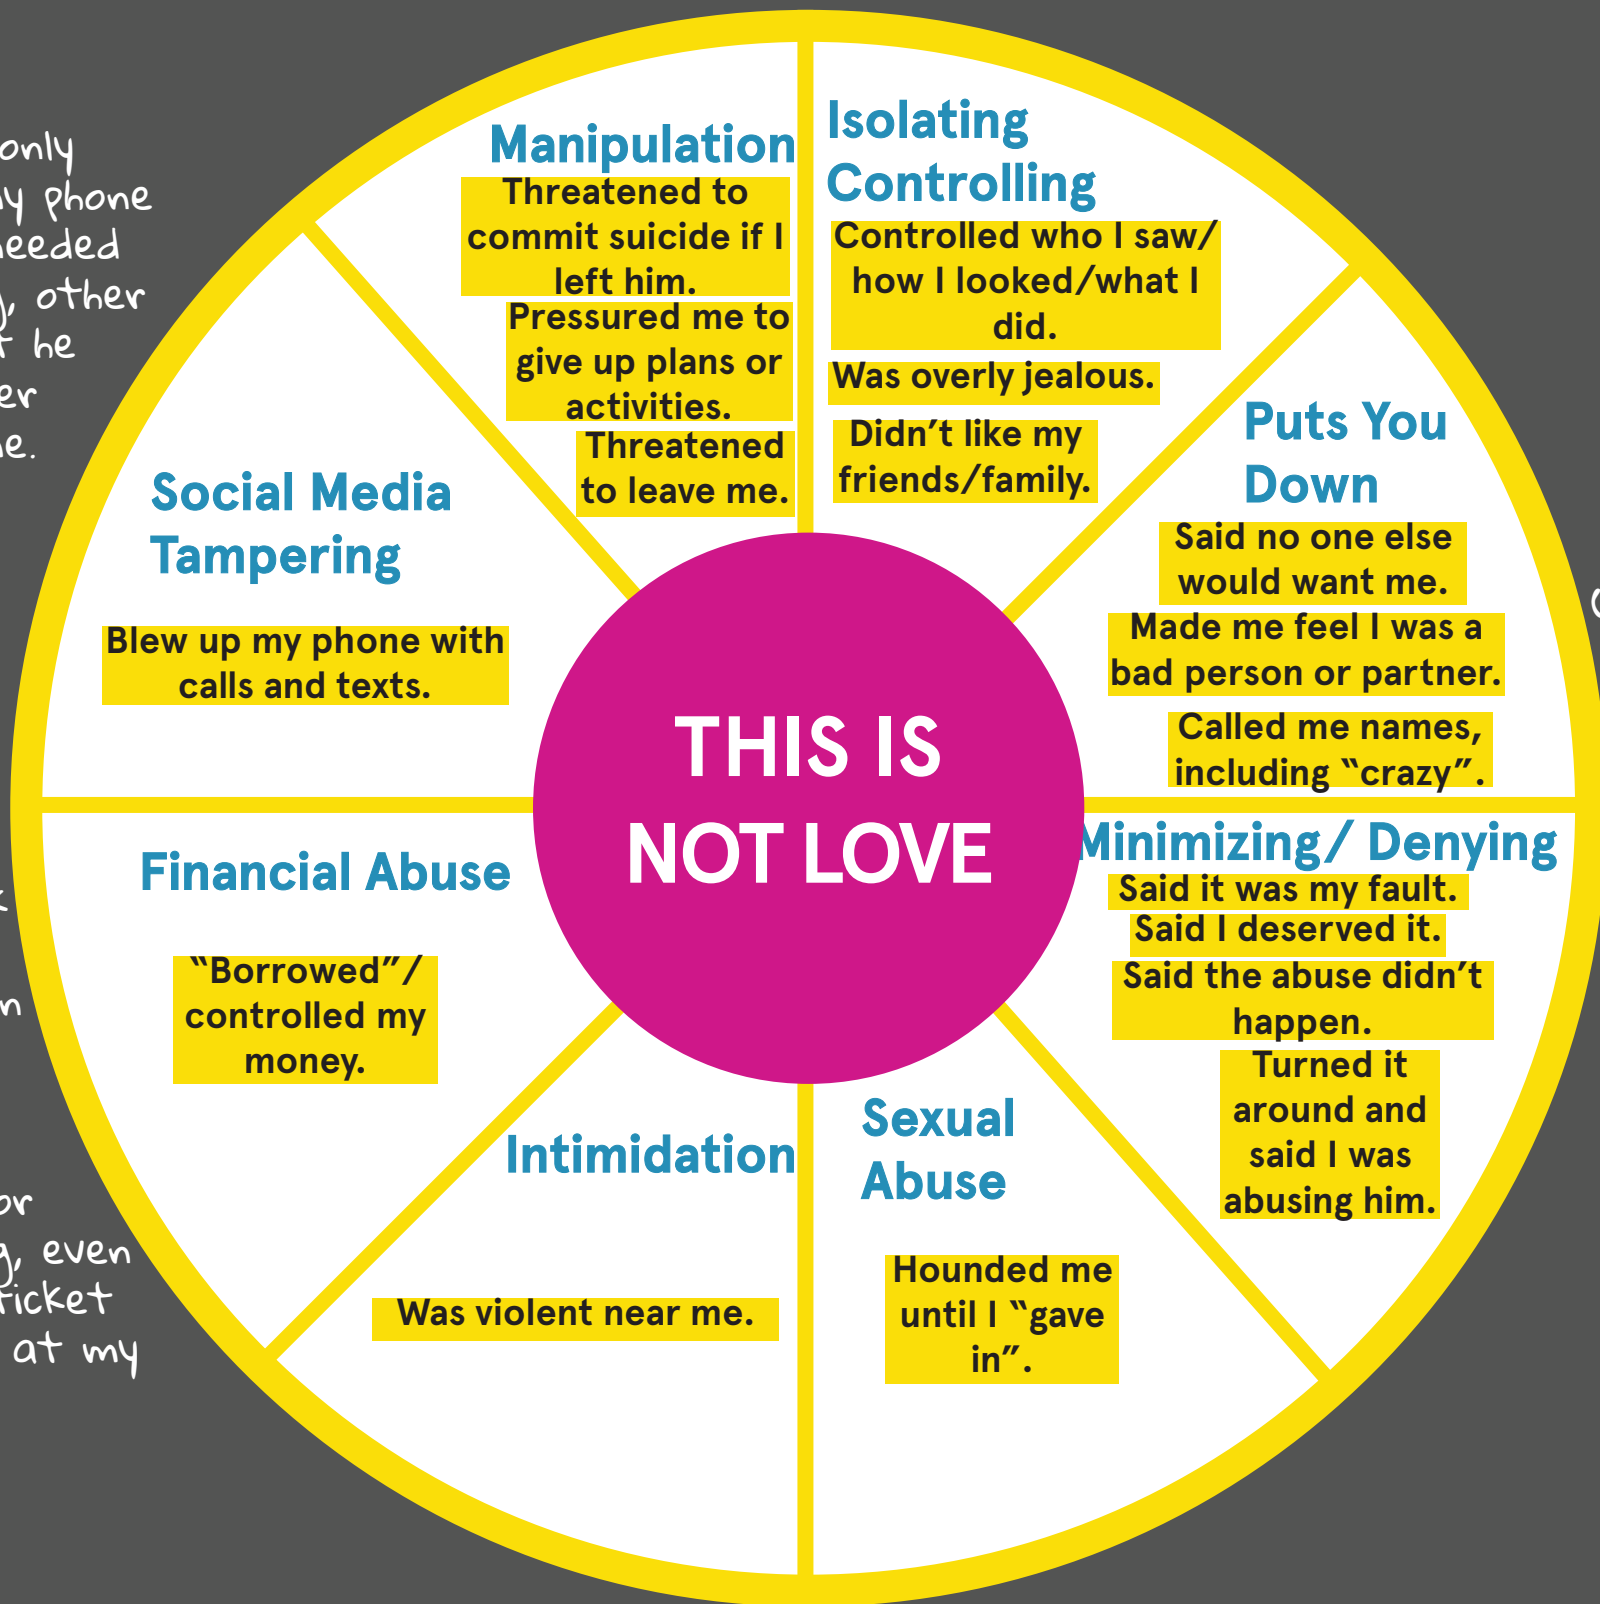 only
phone
needed
other
he
Manipulation
Threatened to
commit suicide if I
left him.
Pressured me to
give up plans or
activities.
Threatened
to leave me.
Isolating
Controlling
Controlled who I saw/
how I looked/what I
did.
Was overly jealous.
Didn’t like my
friends/family.
Puts You
Down
Said no one else
would want me.
Made me feel I was a
bad person or partner.
Called me names,
including “crazy”.
Social Media
Tampering
Blew up my phone with
calls and texts.
THIS IS
NOT LOVE
Minimizing/ Denying
Said it was my fault.
Said I deserved it.
Said the abuse didn’t
happen.
Turned it
around and
said I was
abusing him.
Financial Abuse
“Borrowed”/
controlled my
money.
Intimidation
Was violent near me.
Sexual
Abuse
Hounded me
until I “gave
in”.
or
even
ticket
at my